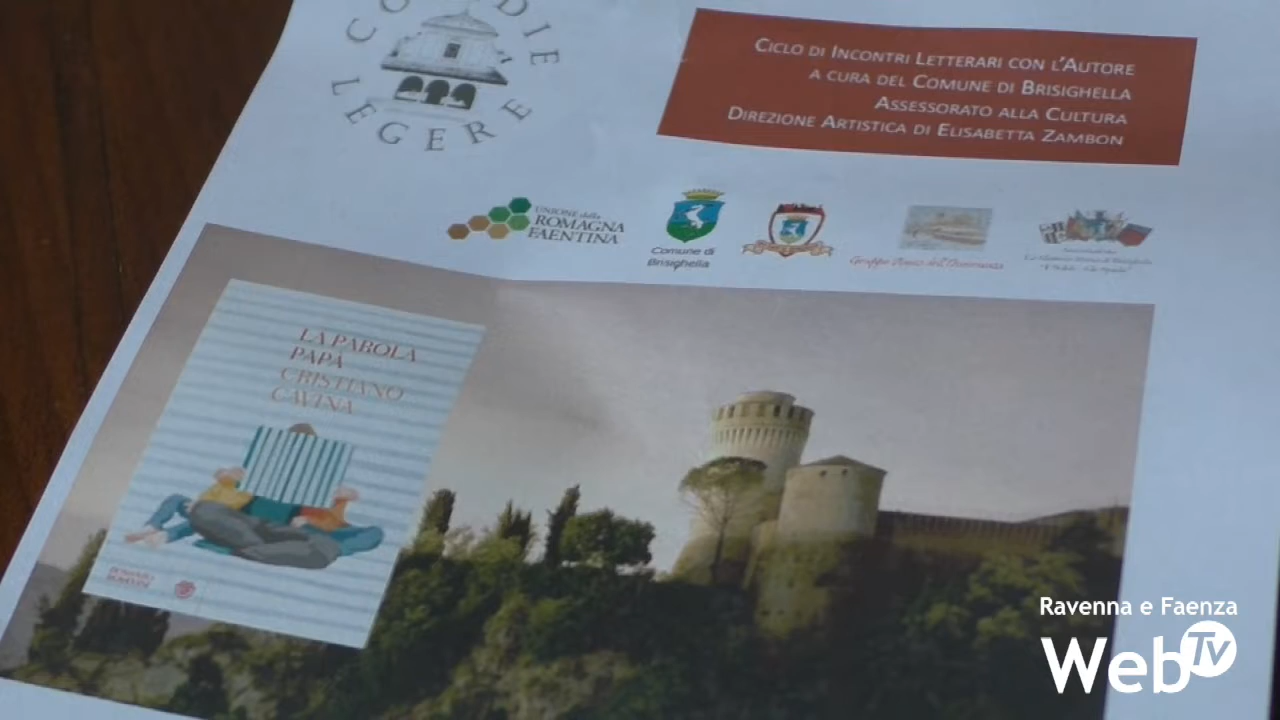 DIE
LEGERE
CICLO DI INCONTRI LETTERARI CON L'AUTORE
A CURA DEL COMUNE DI BRISIGHELLA
ASSESSORATO ALLA CULTURA
DIREZIONE ARTISTICA DI ELISABETTA ZAMBON
UNIONE della
ROMAGNA
FAENTINA
Comune di
Brisighella
LA PAROLA
PAPÀ
CRISTIANO
CAVINA
Ravenna e Faenza
WebTv